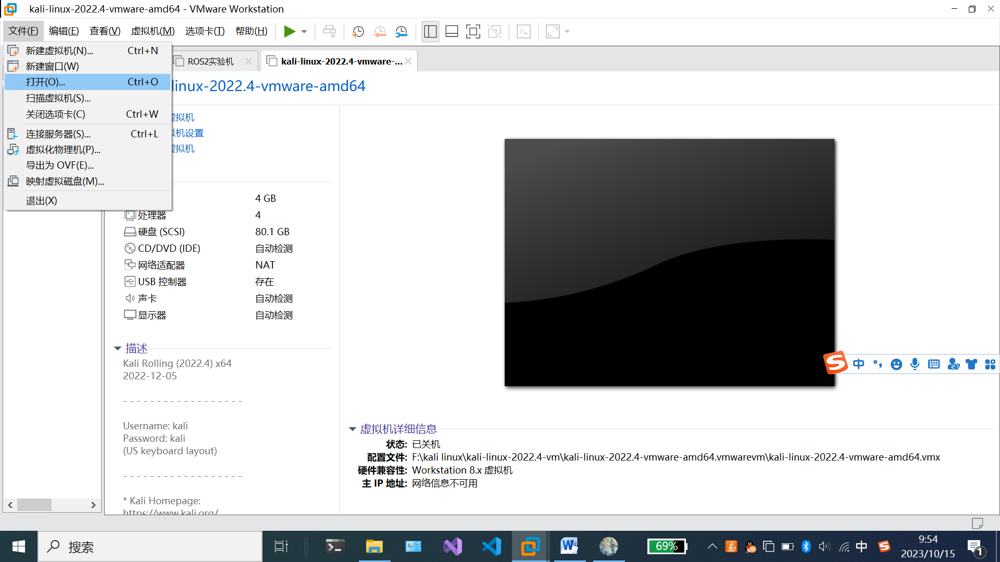 kali-linux-2022.4-vmware-amd64 - VMware Workstation
文件(F) 编辑(E) 查看(V) 虚拟机(M) 选项卡(T) 帮助(H)
新建虚拟机(N)... Ctrl+N
新建窗口(W)
打开(O)... Ctrl+O
扫描虚拟机(S)...
关闭选项卡(C) Ctrl+W
连接服务器(S)... Ctrl+L
虚拟化物理机(P)...
导出为 OVF(E)...
映射虚拟磁盘(M)...
退出(X)
ROS2实验机
kali-linux-2022.4-vmware-...
linux-2022.4-vmware-amd64
虚拟机
机设置
虚拟机
4 GB
处理器 4
硬盘 (SCSI) 80.1 GB
CD/DVD (IDE) 自动检测
网络适配器 NAT
USB 控制器 存在
声卡 自动检测
显示器 自动检测
描述
Kali Rolling (2022.4) x64
2022-12-05
- - - - - - - - - - - - - - - - - -
Username: kali
Password: kali
(US keyboard layout)
- - - - - - - - - - - - - - - - - -
* Kali Homepage:
https://www.kali.org/
虚拟机详细信息
状态: 已关机
配置文件: F:\kali linux\kali-linux-2022.4-vm\kali-linux-2022.4-vmware-amd64.vmwarevm\kali-linux-2022.4-vmware-amd64.vmx
硬件兼容性: Workstation 8.x 虚拟机
主 IP 地址: 网络信息不可用
中
27
搜索
69%
中
9:54
2023/10/15
1